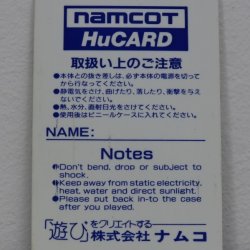 namcot
HuCARD
取扱い上のご注意
●本体との抜き差しは、必ず本体の電源を切って
から行なってください。
●静電気をさけ、曲げたり、落したり、衝撃を与え
ないでください。
●熱、水分、直射日光をさけてください。
●使用後はビニールケースに入れてください。
NAME:
Notes
●Don't bend, drop or subject to
shock.
●Keep away from static electricity,
heat, water and direct sunlight.
●Please put back in-to the case
after you played.
「遊び」をクリエイトする
株式会社ナムコ